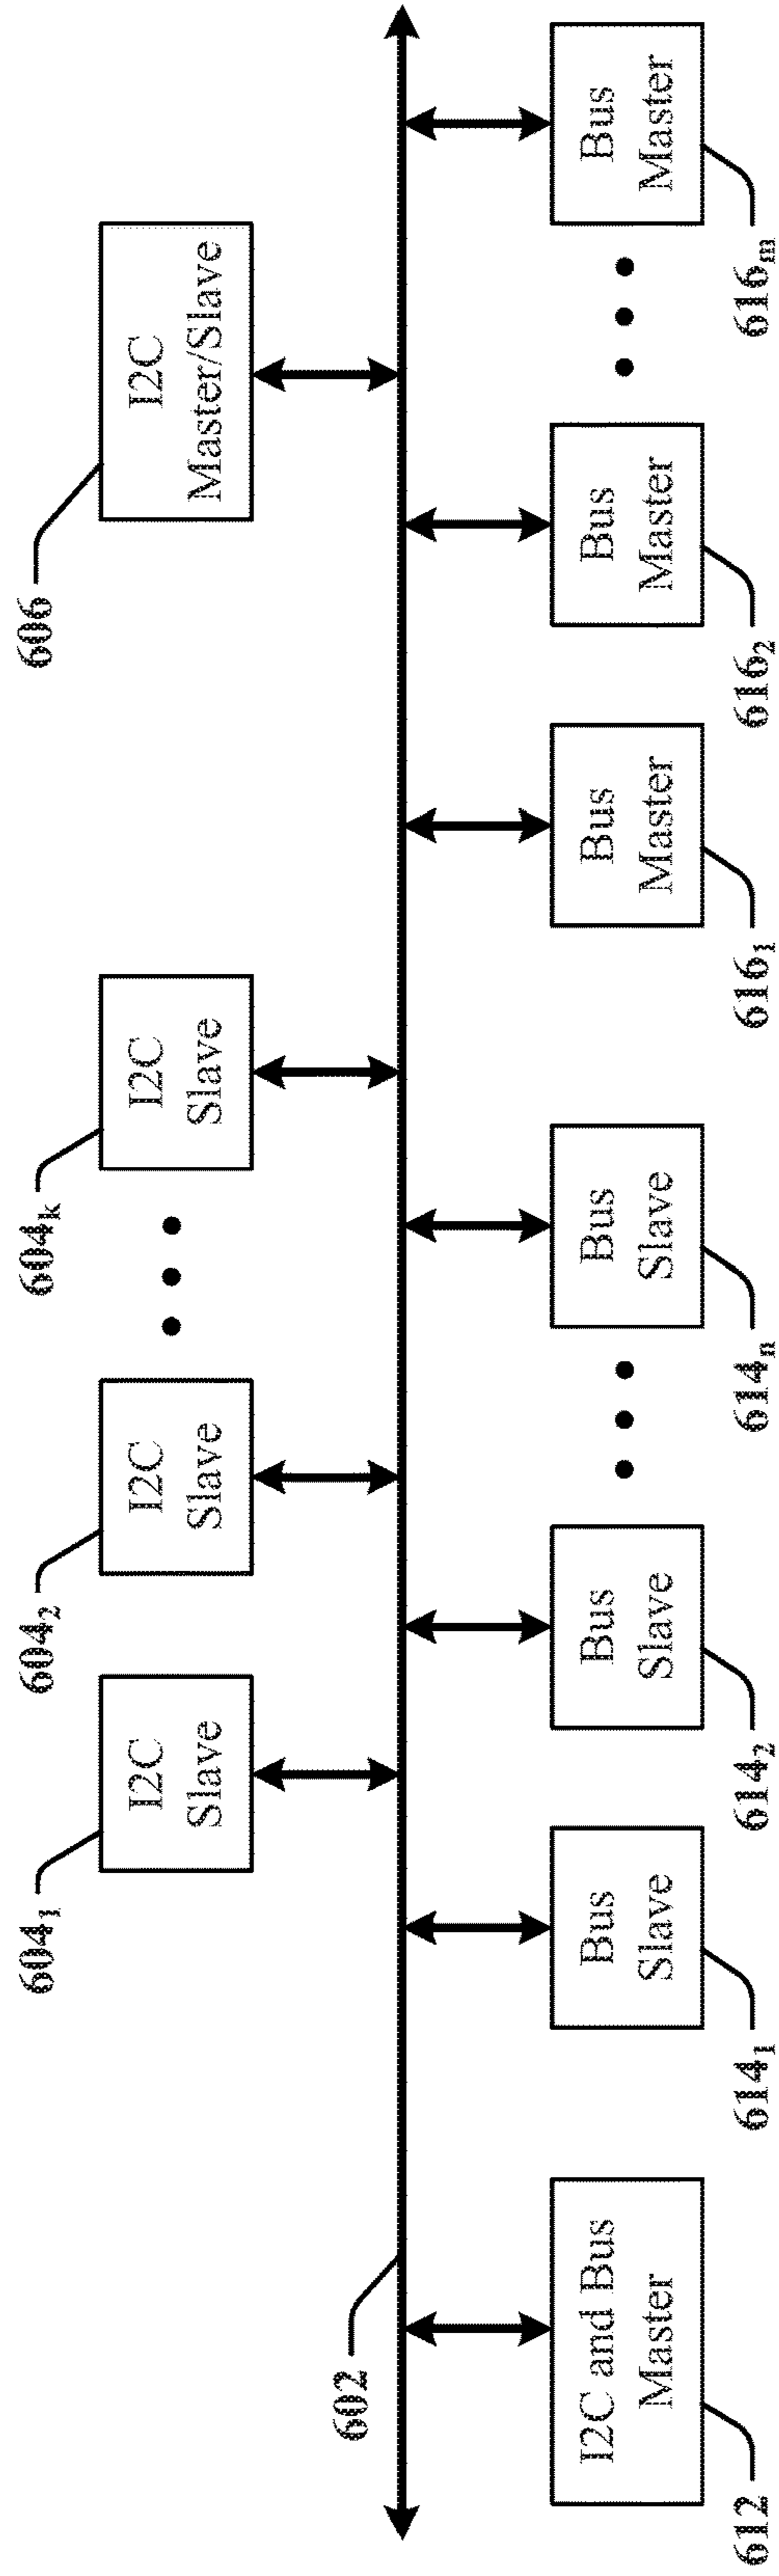 604₁
I2C
Slave
604₂
I2C
Slave
604ₖ
I2C
Slave
606
I2C
Master/Slave
602
612
I2C and Bus
Master
614₁
Bus
Slave
614₂
Bus
Slave
614ₙ
Bus
Slave
616₁
Bus
Master
616₂
Bus
Master
616ₘ
Bus
Master